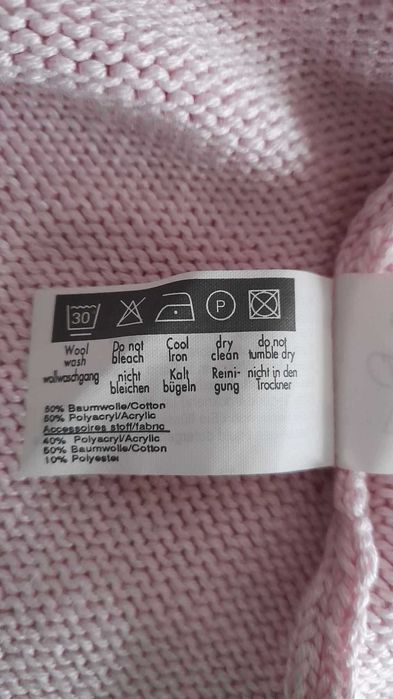 30 P
Wool wash Do not bleach Cool Iron dry clean do not tumble dry
wollwaschgang nicht bleichen Kalt bügeln Reini-gung nicht in den Trockner
50% Baumwolle/Cotton
50% Polyacryl/Acrylic
Accessoires stoff/fabric
40% Polyacryl/Acrylic
50% Baumwolle/Cotton
10% Polyester